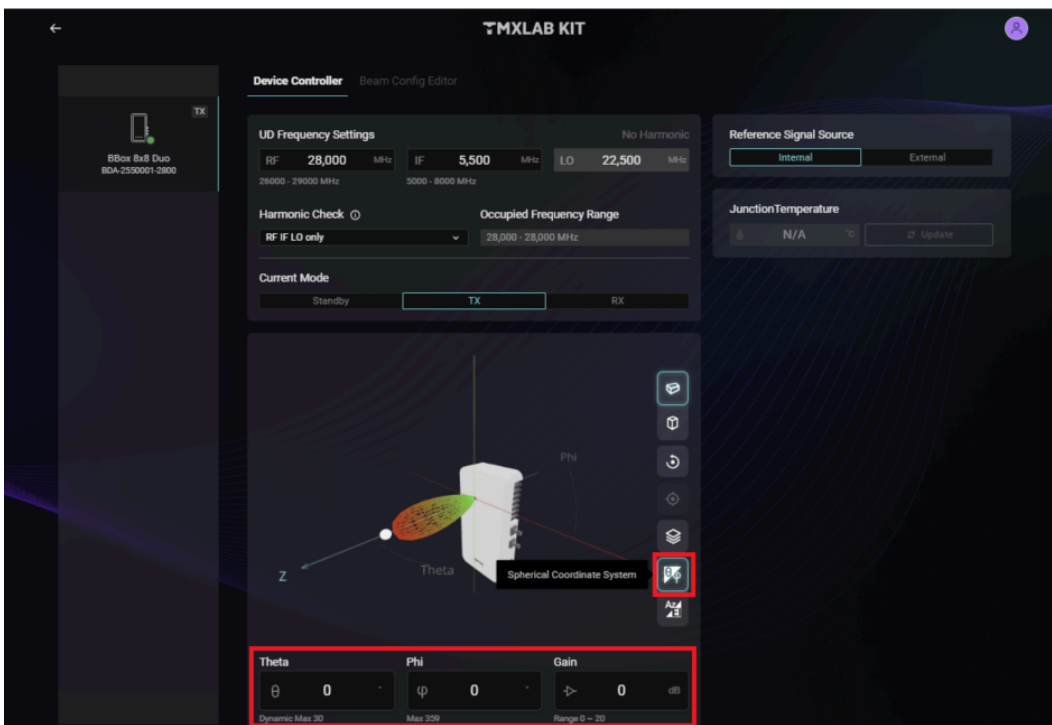 TMXLAB KIT
Device Controller Beam Config Editor
TX
BBox 8x8 Duo
BDA-2550001-2800
UD Frequency Settings No Harmonic
RF 28,000 MHz IF 5,500 MHz LO 22,500 MHz
26000 - 29000 MHz 5000 - 8000 MHz
Harmonic Check Occupied Frequency Range
RF IF LO only 28,000 - 28,000 MHz
Current Mode
Standby TX RX
Reference Signal Source
Internal External
JunctionTemperature
N/A °C Update
Phi
Theta
Z
Spherical Coordinate System
θ φ
Az El
Theta Phi Gain
θ 0 ° φ 0 ° 0 dB
Dynamic Max 30 Max 359 Range 0 ~ 20